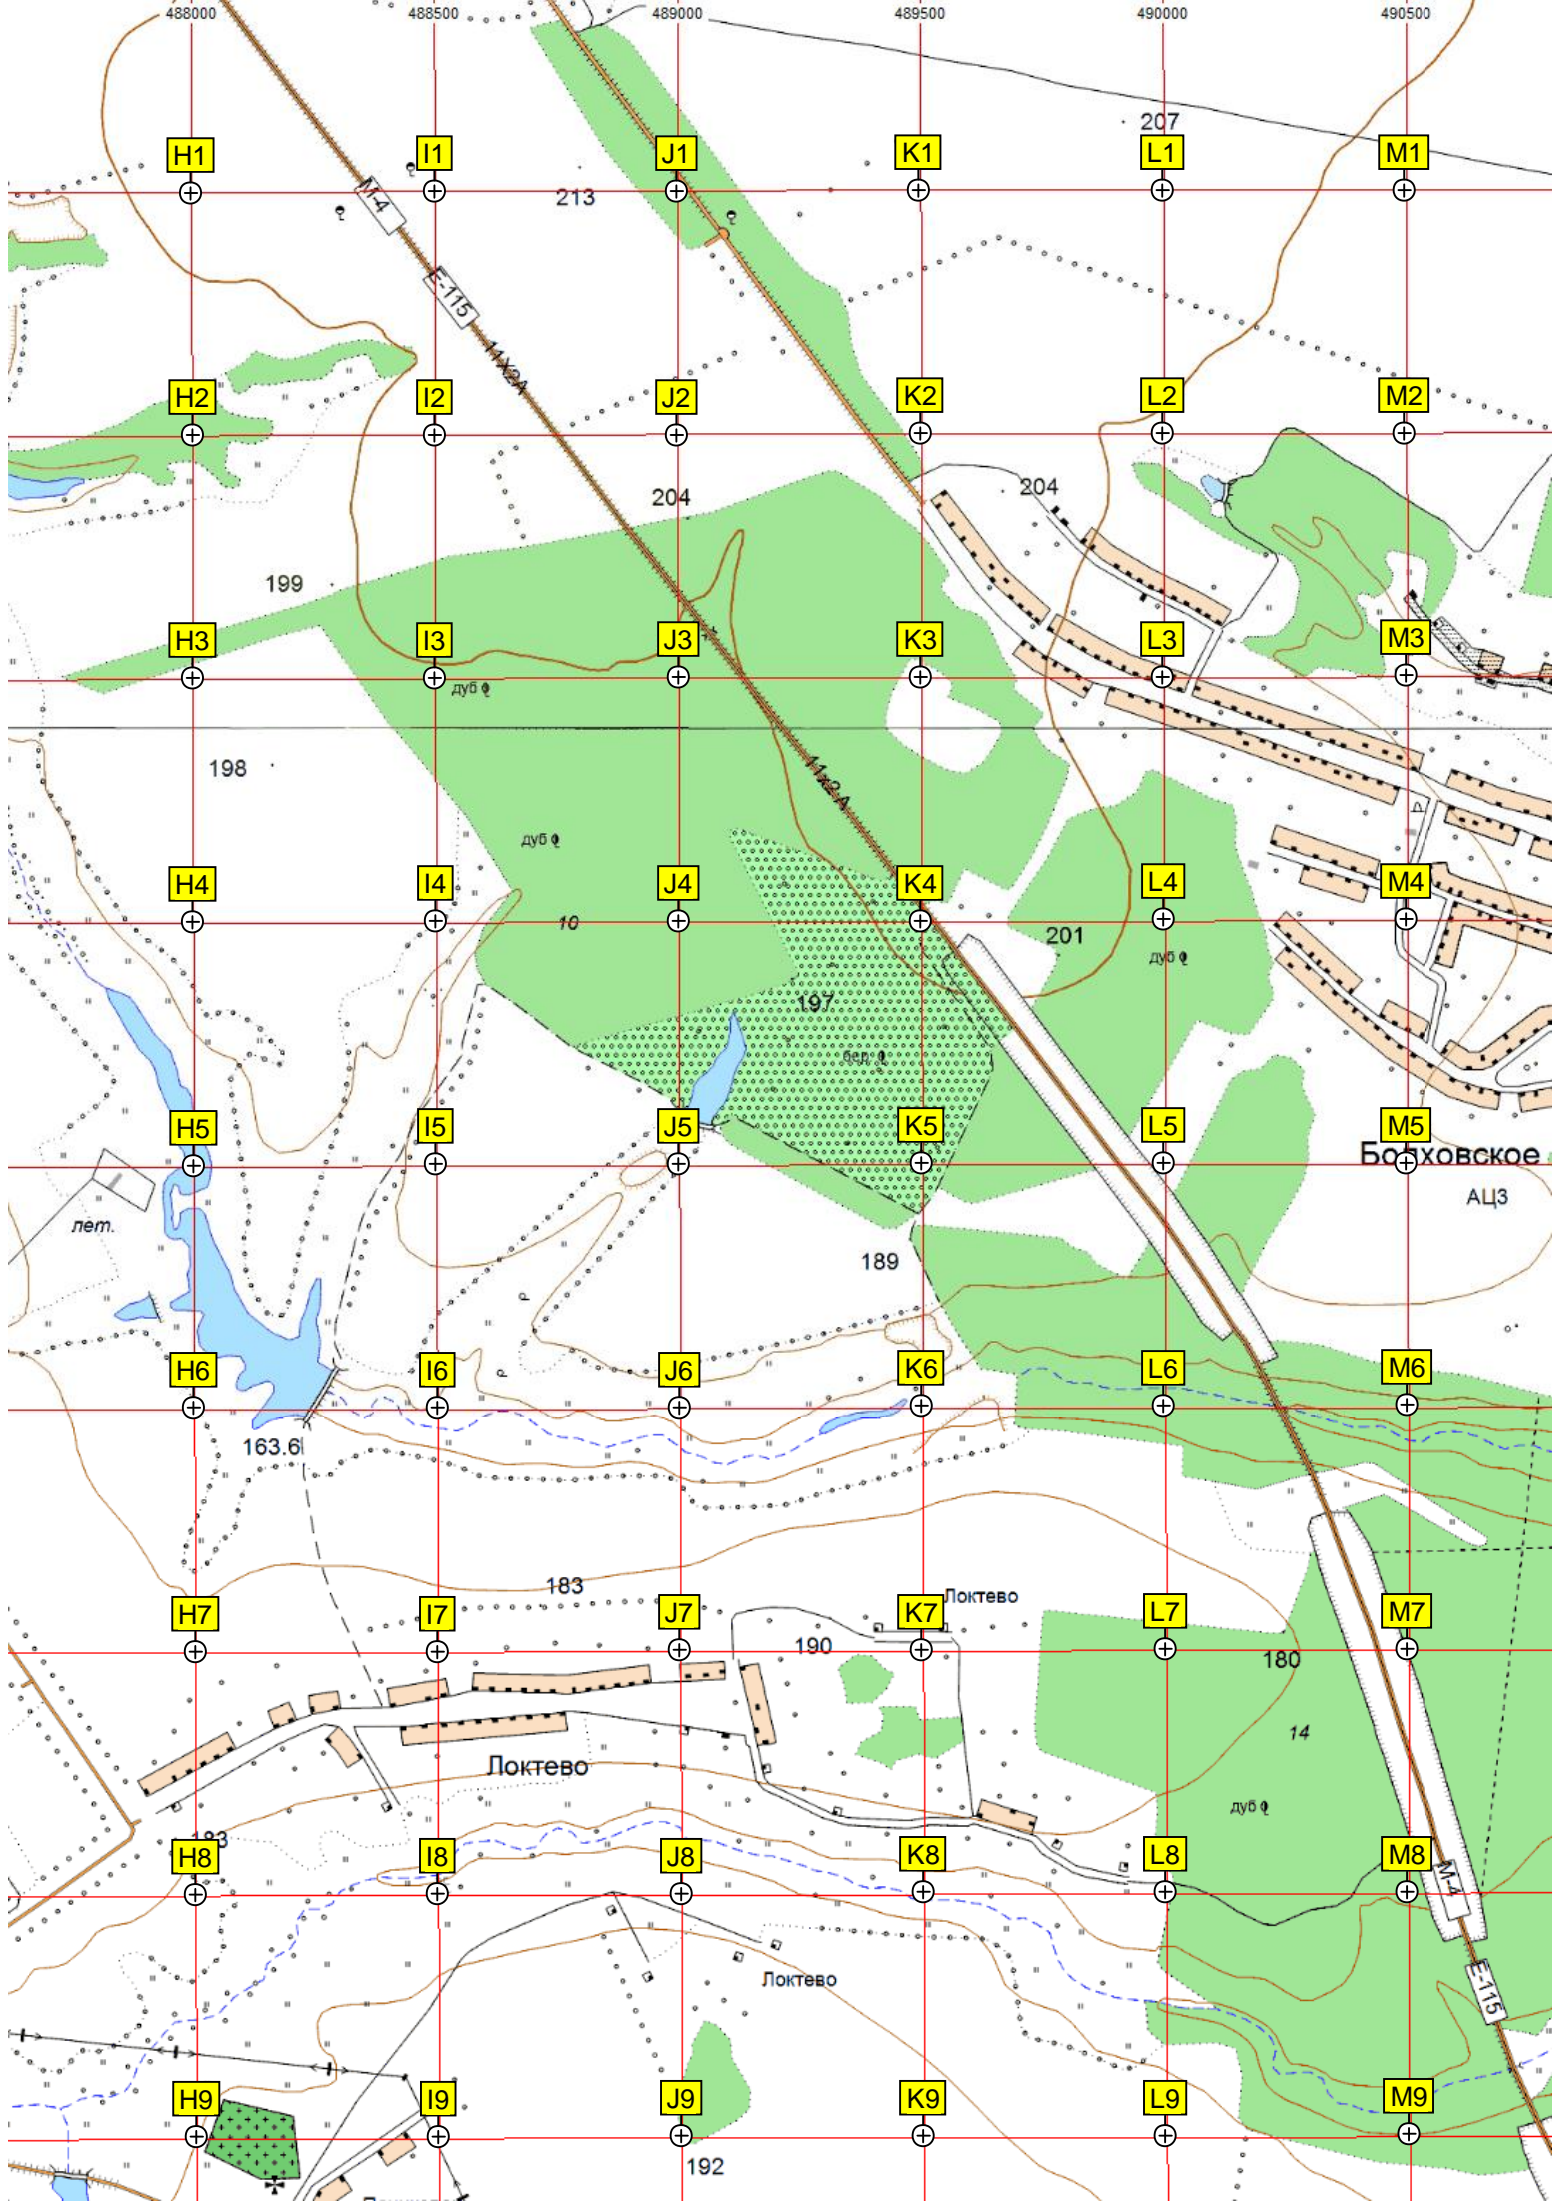 488000 488500 489000 489500 490000 490500
207
H1 I1 J1 K1 L1 M1
M-4
213
E-115
11X2A
H2 I2 J2 K2 L2 M2
204
204
199
H3 I3 J3 K3 L3 M3
дуб
198
11x2 A
дуб
H4 I4 J4 K4 L4 M4
10
201
дуб
197
бер.
H5 I5 J5 K5 L5 M5
АЦЗ
лет.
189
H6 I6 J6 K6 L6 M6
163.6
183
Локтево
H7 I7 J7 K7 L7 M7
190
180
14
Локтево
дуб
183
H8 I8 J8 K8 L8 M8
M-4
Локтево
E-115
H9 I9 J9 K9 L9 M9
192